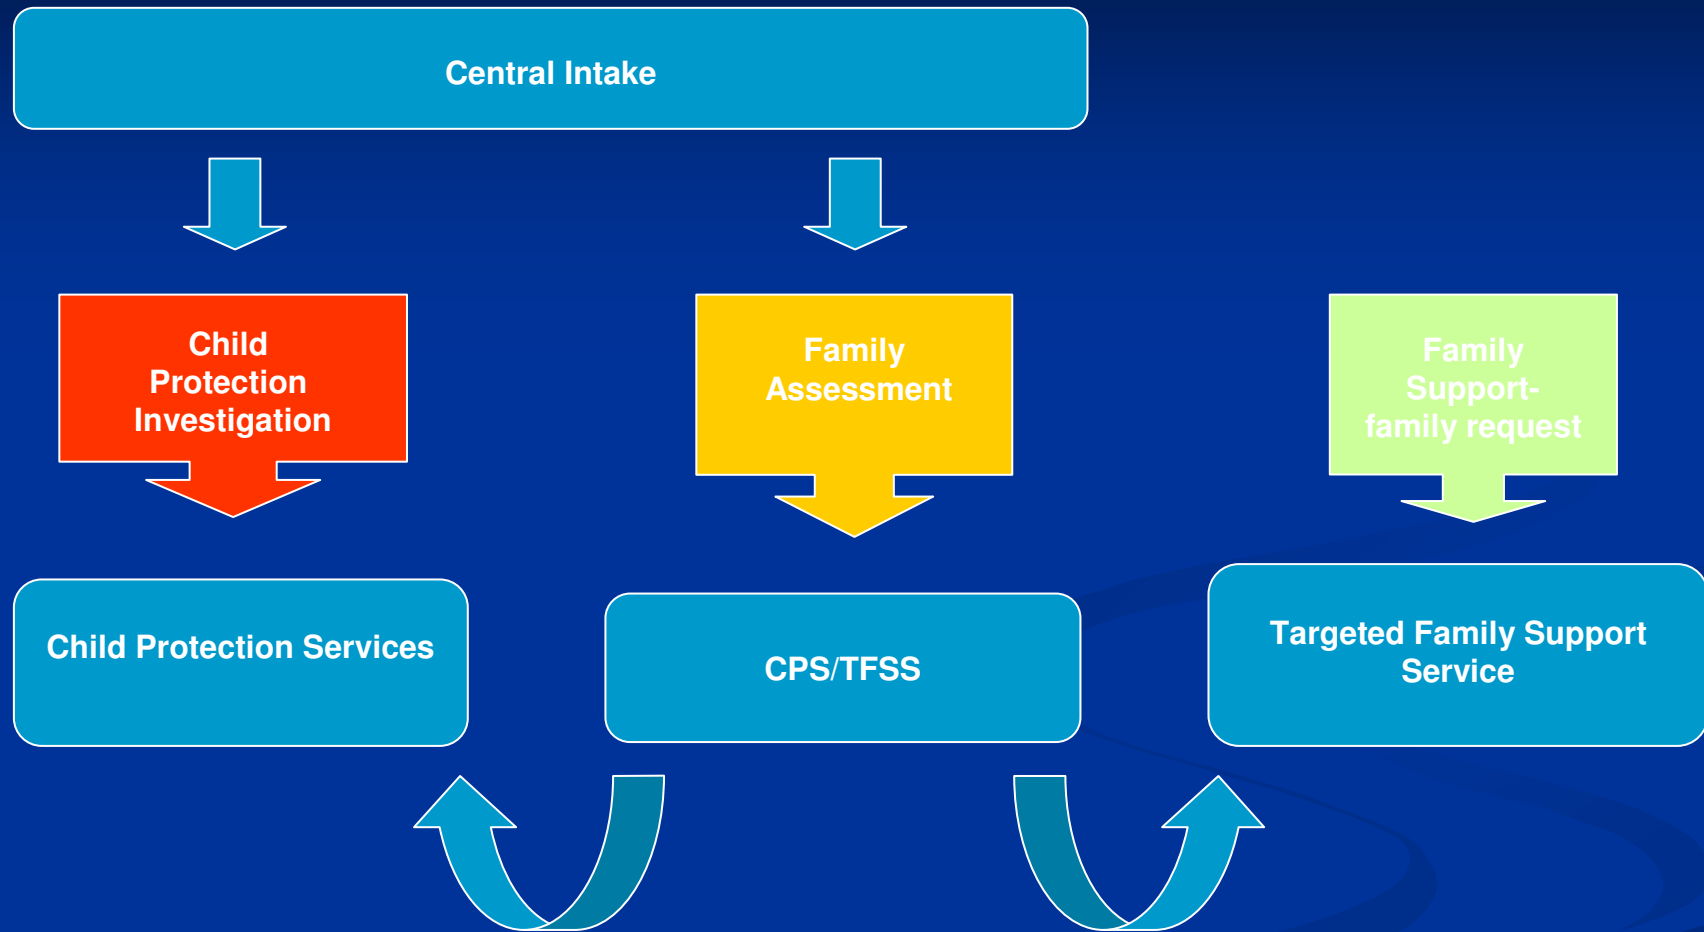 Central Intake
Child
Protection
Investigation
Family
Assessment
Family
Support-
family request
Child Protection Services
CPS/TFSS
Targeted Family Support
Service